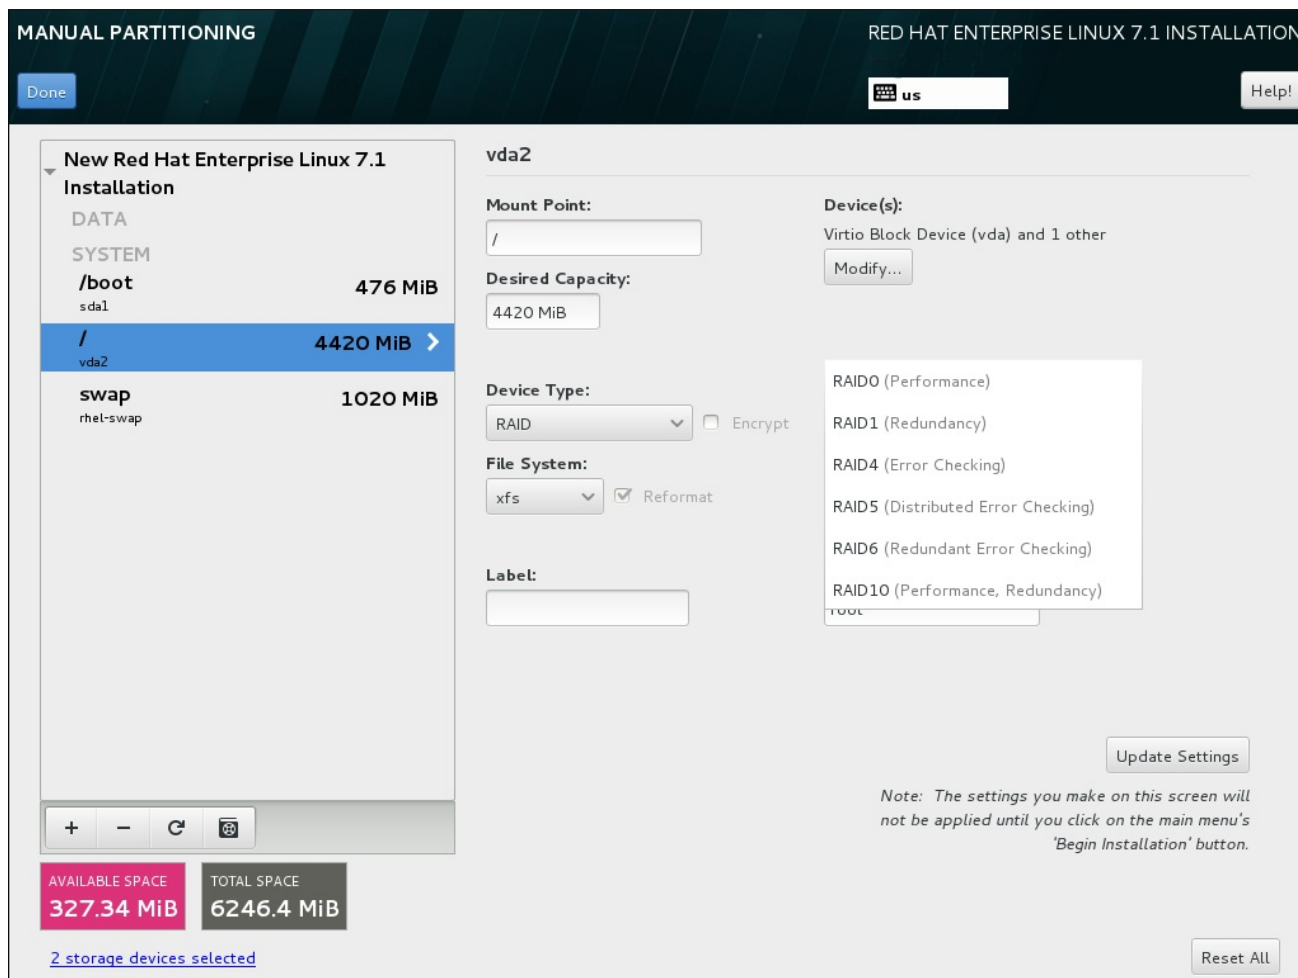 MANUAL PARTITIONING
RED HAT ENTERPRISE LINUX 7.1 INSTALLATION
Done
us
Help!
New Red Hat Enterprise Linux 7.1
Installation
DATA
SYSTEM
/boot
476 MiB
sda1
/
4420 MiB
vda2
swap
1020 MiB
rhel-swap
vda2
Mount Point:
/
Desired Capacity:
4420 MiB
Device(s):
Virtio Block Device (vda) and 1 other
Modify...
Device Type:
RAID
Encrypt
File System:
xfs
Reformat
Label:
RAID0 (Performance)
RAID1 (Redundancy)
RAID4 (Error Checking)
RAID5 (Distributed Error Checking)
RAID6 (Redundant Error Checking)
RAID10 (Performance, Redundancy)
root
Update Settings
Note: The settings you make on this screen will
not be applied until you click on the main menu's
'Begin Installation' button.
+ −
AVAILABLE SPACE
327.34 MiB
TOTAL SPACE
6246.4 MiB
2 storage devices selected
Reset All